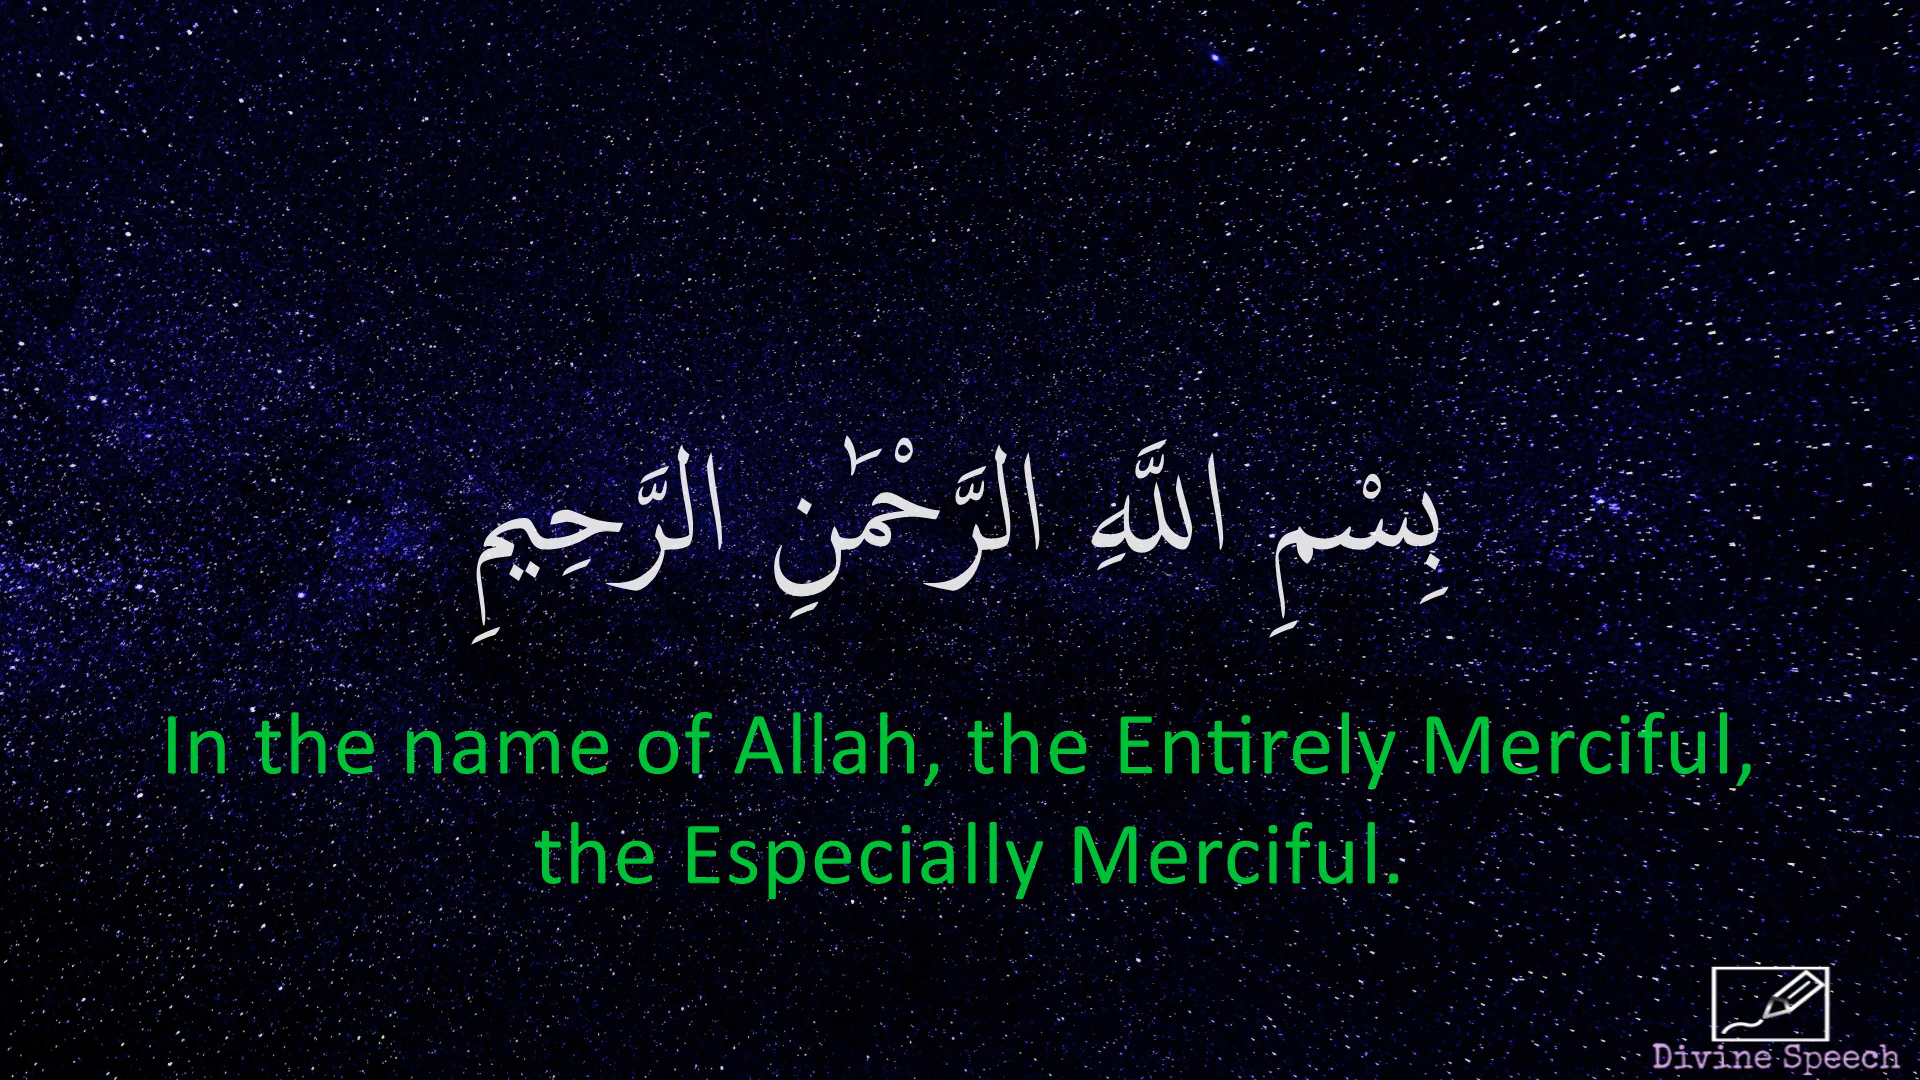 بِسْمِ اللَّهِ الرَّحْمَٰنِ الرَّحِيمِ
In the name of Allah, the Entirely Merciful,
the Especially Merciful.
Divine Speech